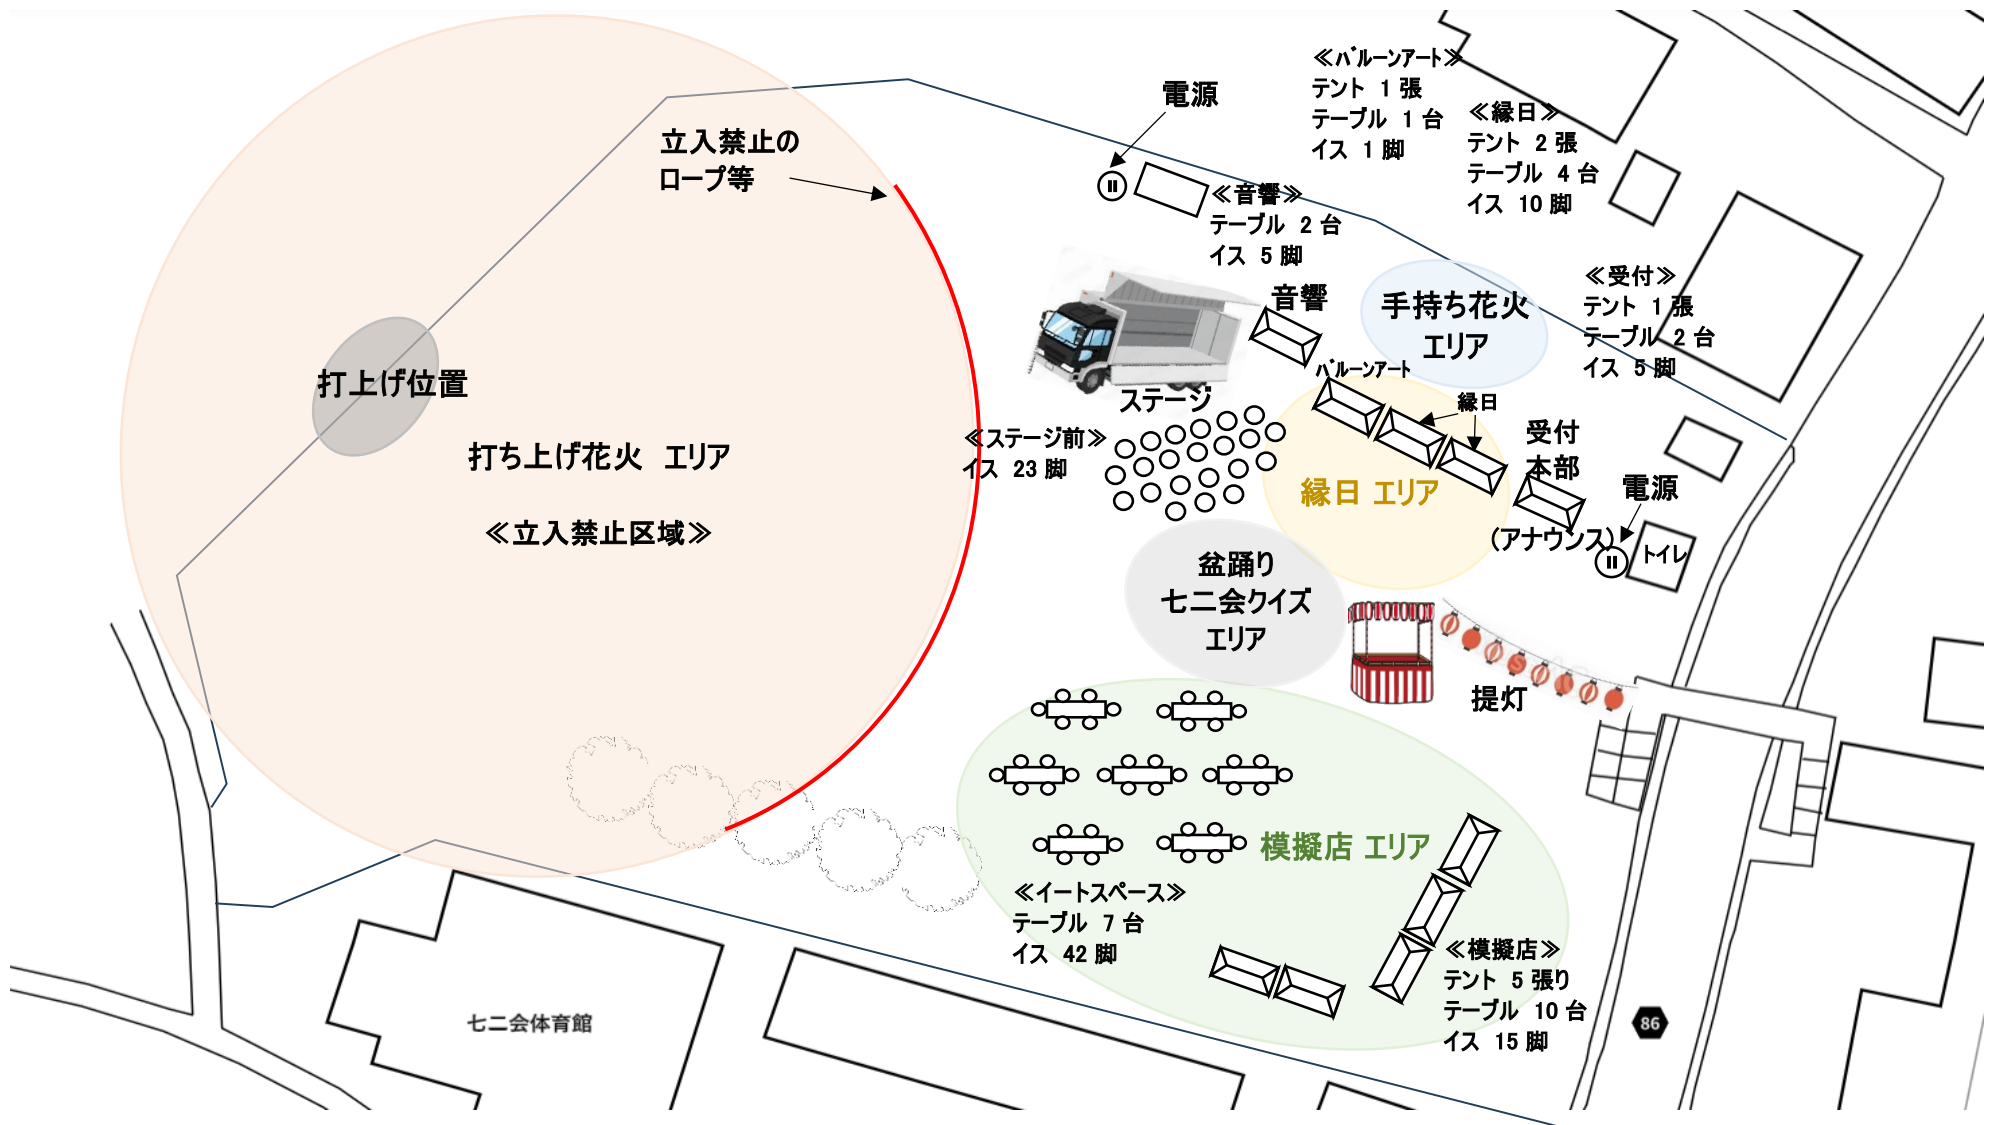 ≪バルーンアート≫
テント 1 張
テーブル 1 台
イス 1 脚
≪縁日≫
テント 2 張
テーブル 4 台
イス 10 脚
電源
立入禁止の
ロープ等
≪音響≫
テーブル 2 台
イス 5 脚
音響
手持ち花火
エリア
≪受付≫
テント 1 張
テーブル 2 台
イス 5 脚
バルーンアート
縁日
ステージ
打上げ位置
打ち上げ花火 エリア
≪立入禁止区域≫
≪ステージ前≫
イス 23 脚
縁日 エリア
受付
本部
(アナウンス)
電源
トイレ
盆踊り
七二会クイズ
エリア
提灯
模擬店 エリア
≪イートスペース≫
テーブル 7 台
イス 42 脚
≪模擬店≫
テント 5 張り
テーブル 10 台
イス 15 脚
七二会体育館
86